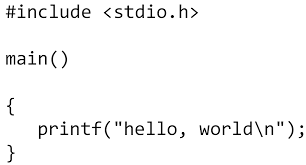 #include <stdio.h>
main()
{
printf("hello, world\n");
}